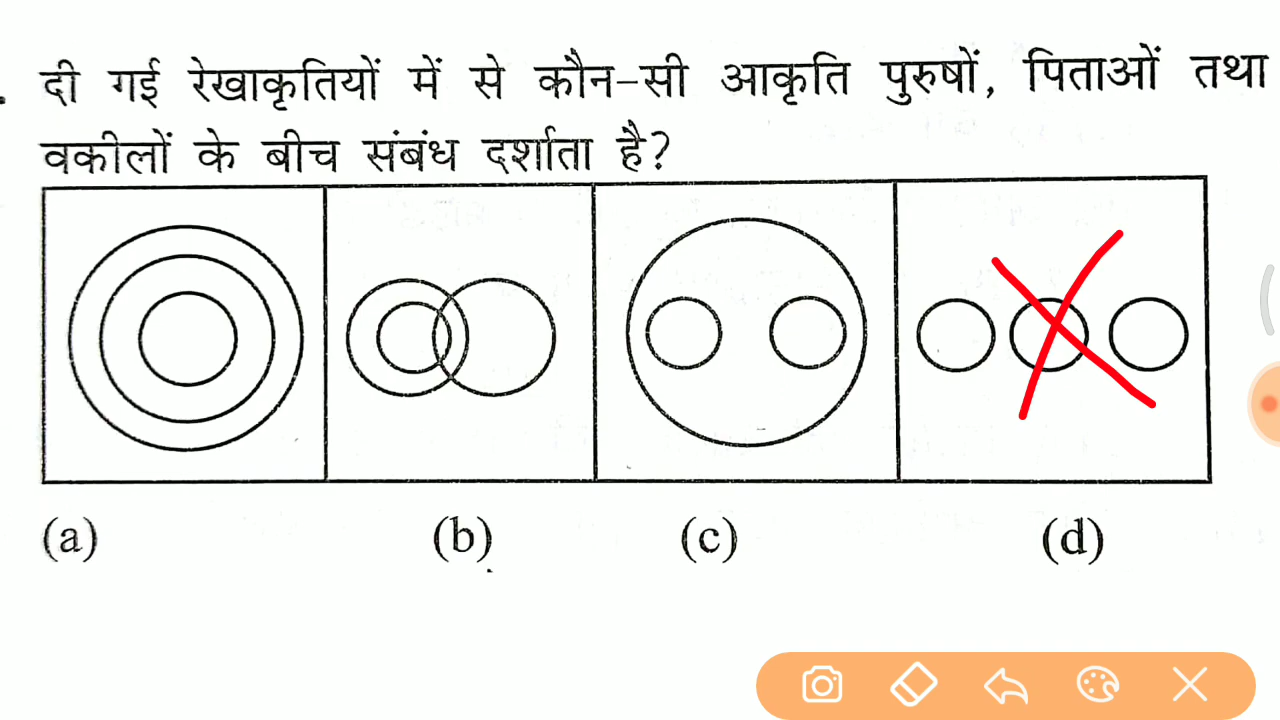 . दी गई रेखाकृतियों में से कौन-सी आकृति पुरुषों, पिताओं तथा
वकीलों के बीच संबंध दर्शाता है?
(a) (b) (c) (d)